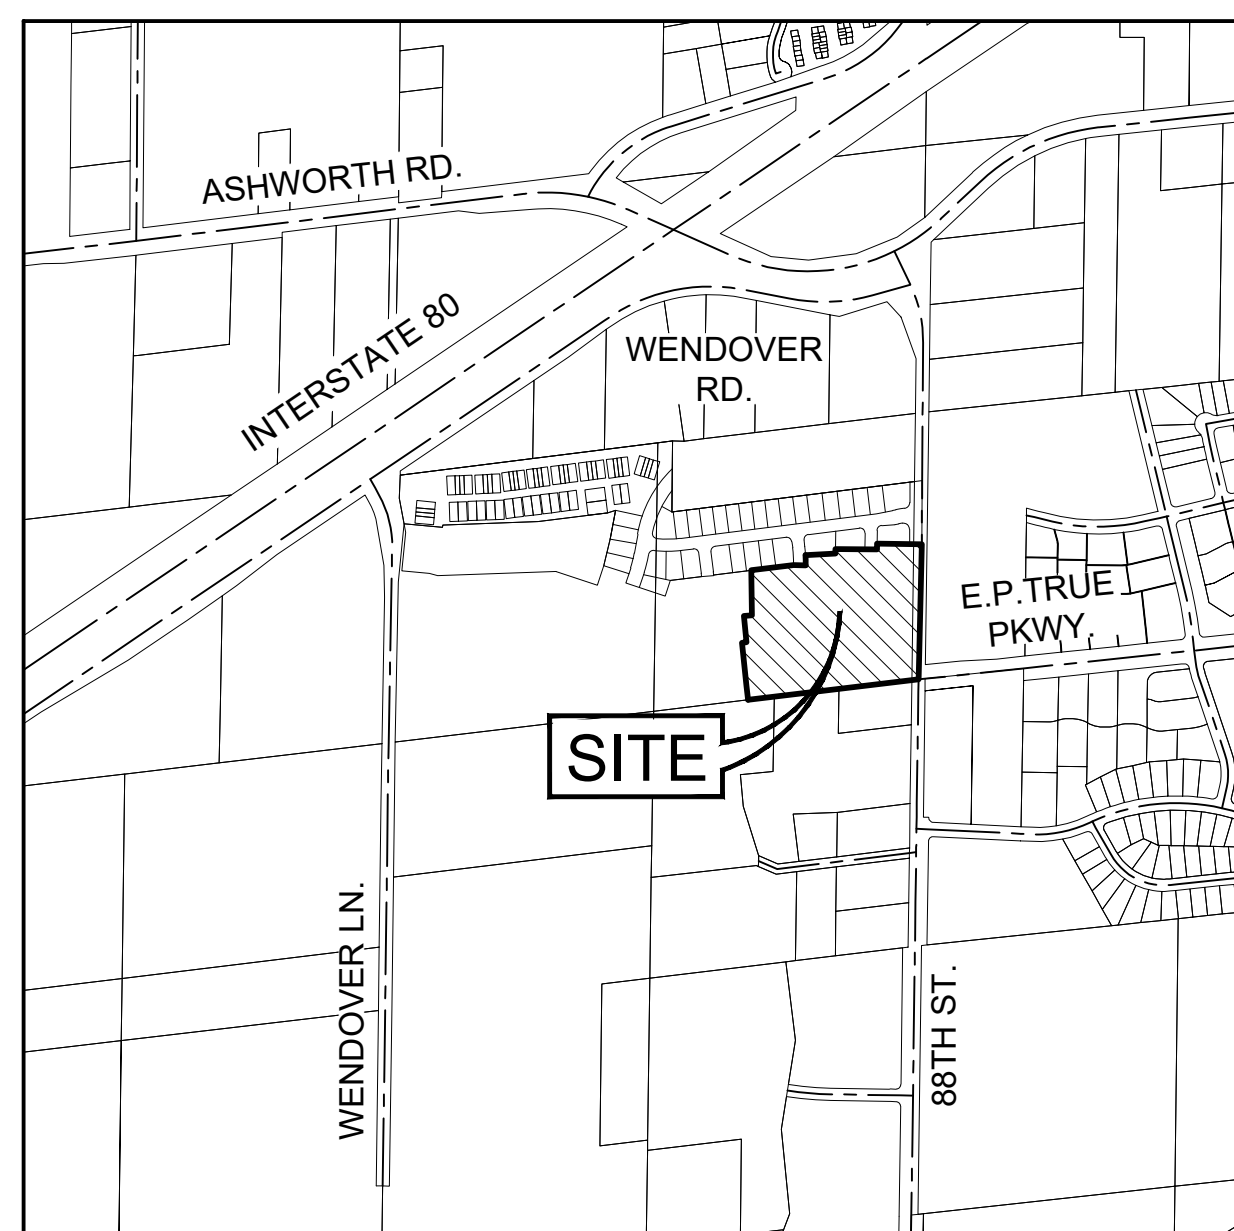 ASHWORTH RD.
INTERSTATE 80
WENDOVER
RD.
E.P.TRUE
PKWY.
SITE
WENDOVER LN.
88TH ST.